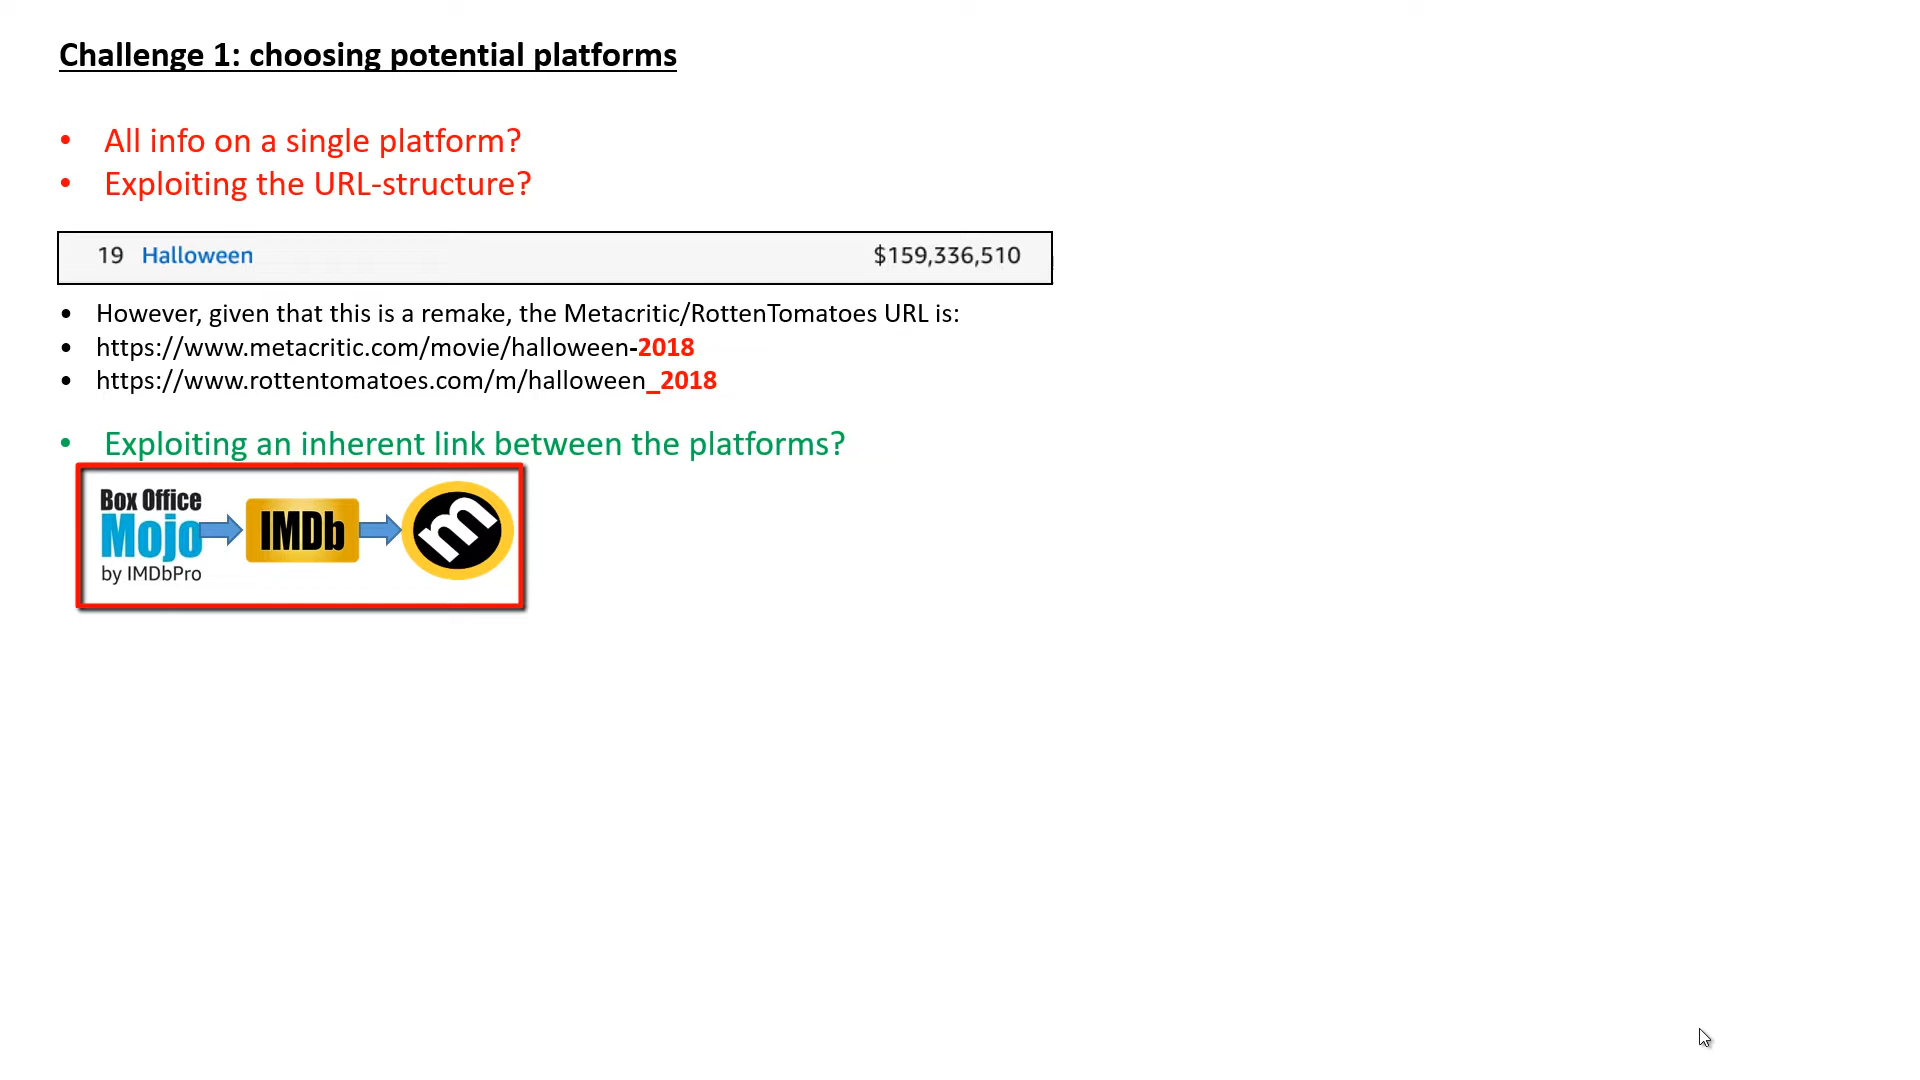 Challenge 1: choosing potential platforms
• All info on a single platform?
• Exploiting the URL-structure?
19 Halloween $159,336,510
• However, given that this is a remake, the Metacritic/RottenTomatoes URL is:
• https://www.metacritic.com/movie/halloween-2018
• https://www.rottentomatoes.com/m/halloween_2018
• Exploiting an inherent link between the platforms?
Box Office
Mojo
by IMDbPro
IMDb
m